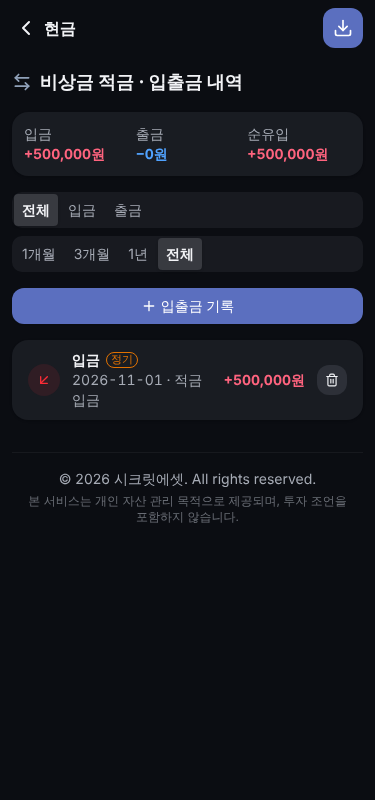 현금
비상금 적금 · 입출금 내역
입금 출금 순유입
+500,000원 −0원 +500,000원
전체 입금 출금
1개월 3개월 1년 전체
+ 입출금 기록
입금 정기
2026-11-01 · 적금 +500,000원
입금
© 2026 시크릿에셋. All rights reserved.
본 서비스는 개인 자산 관리 목적으로 제공되며, 투자 조언을
포함하지 않습니다.